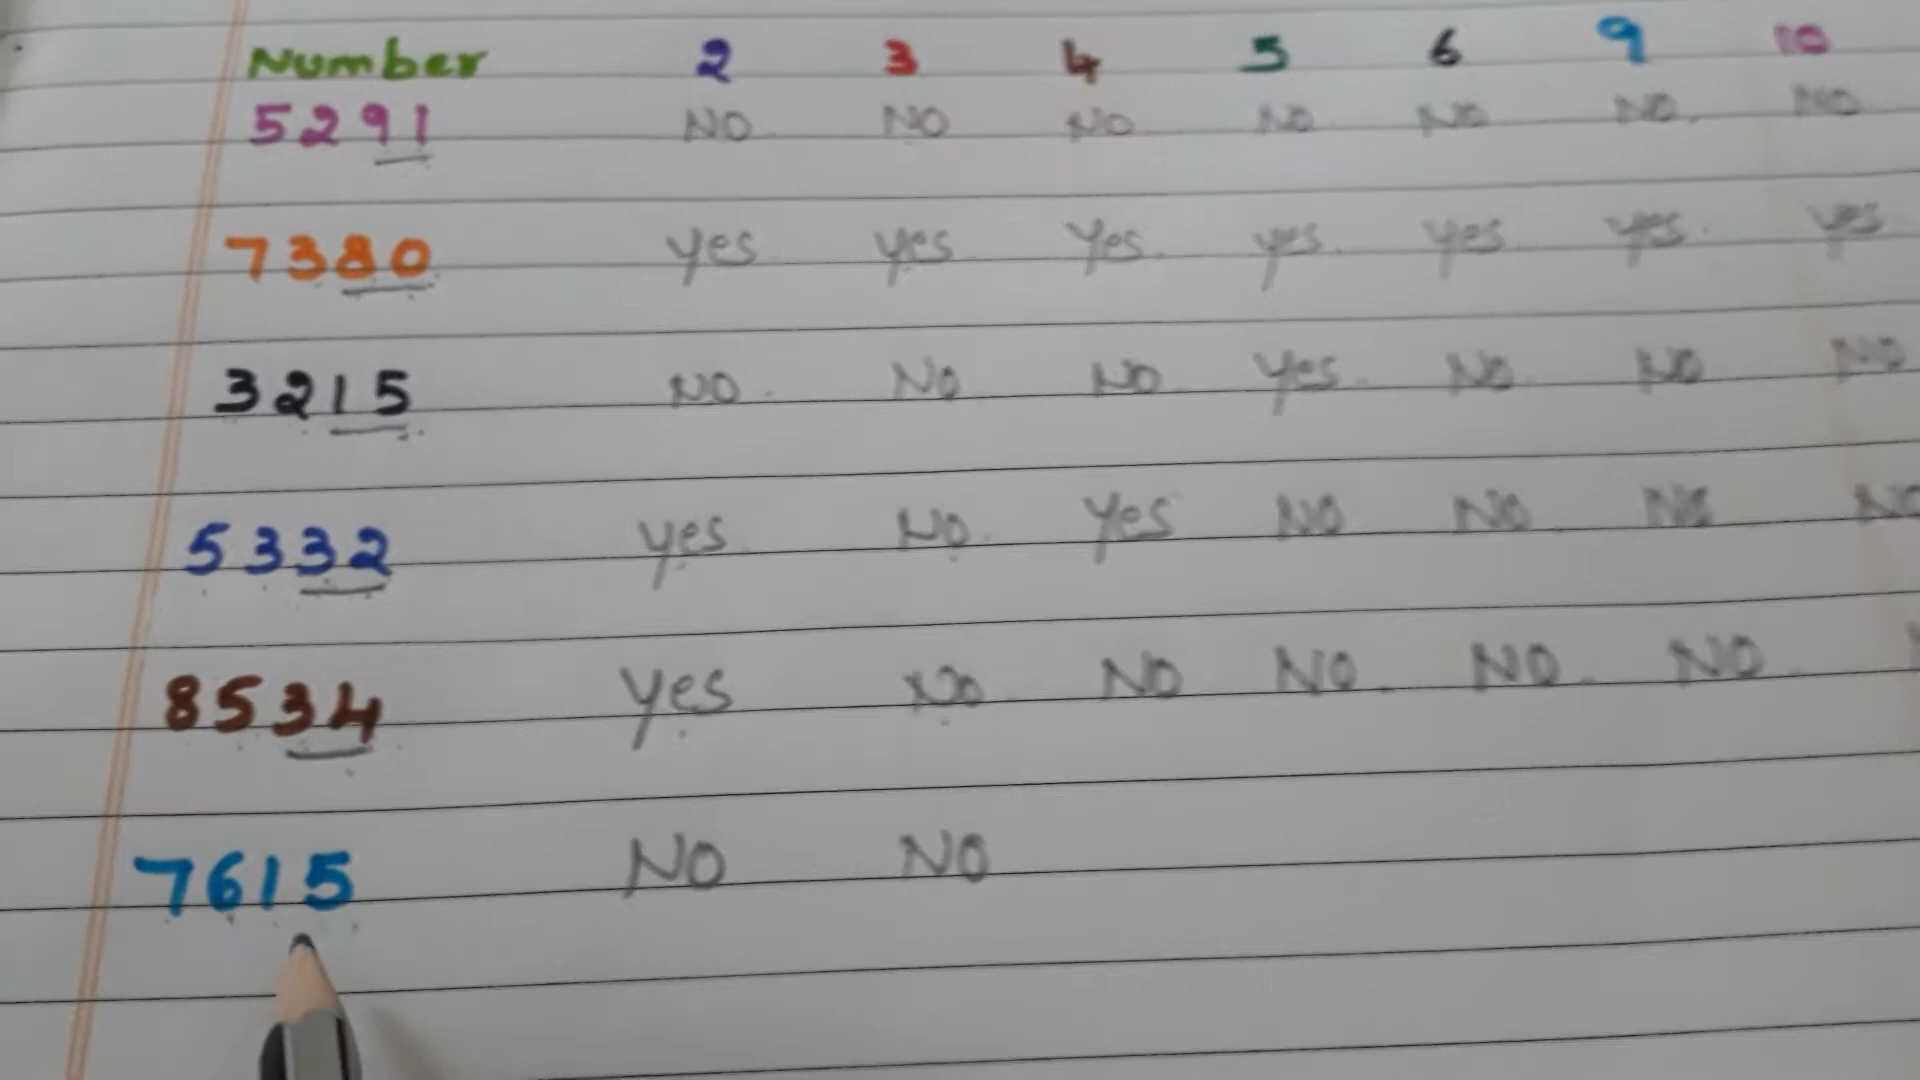 Number 2 3 4 5 6 9 10
5291 NO NO NO NO NO NO NO
7380 yes yes yes yes yes yes yes
3215 NO NO NO yes NO NO NO
5332 yes NO yes NO NO NO NO
8534 yes No NO NO NO NO
7615 NO NO